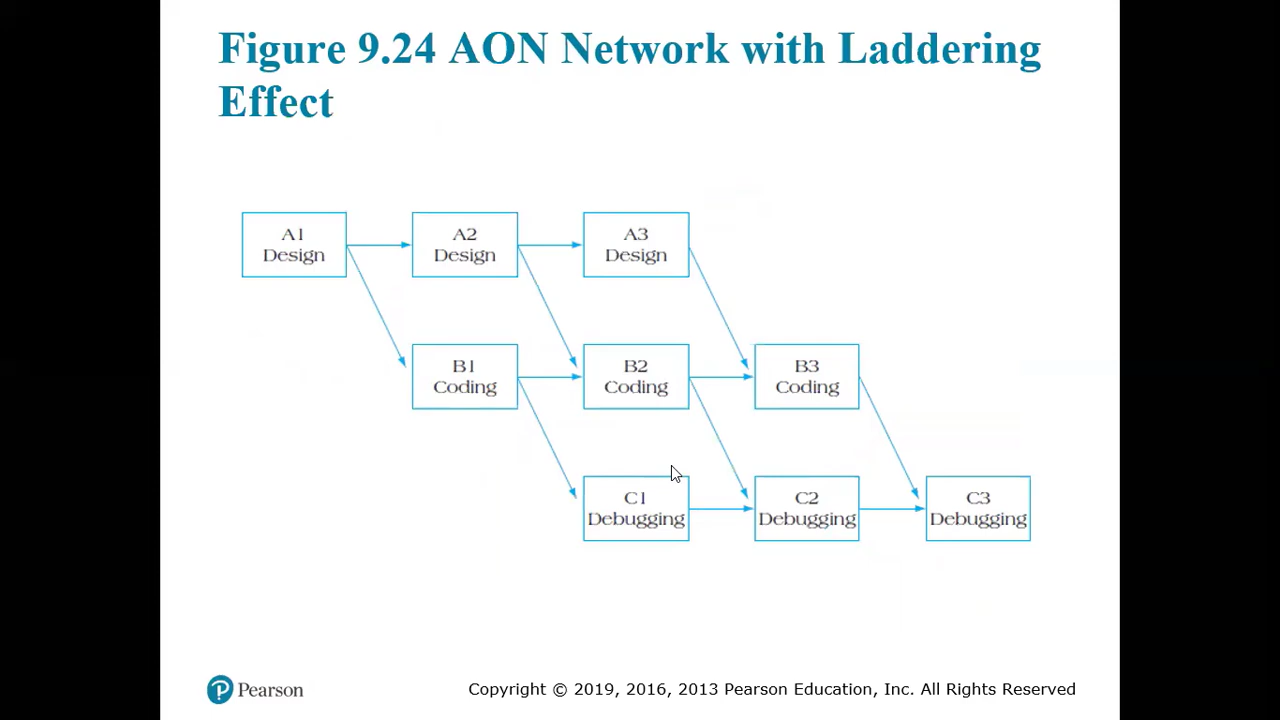 Figure 9.24 AON Network with Laddering
Effect
A1
Design
A2
Design
A3
Design
B1
Coding
B2
Coding
B3
Coding
C1
Debugging
C2
Debugging
C3
Debugging
Pearson
Copyright © 2019, 2016, 2013 Pearson Education, Inc. All Rights Reserved